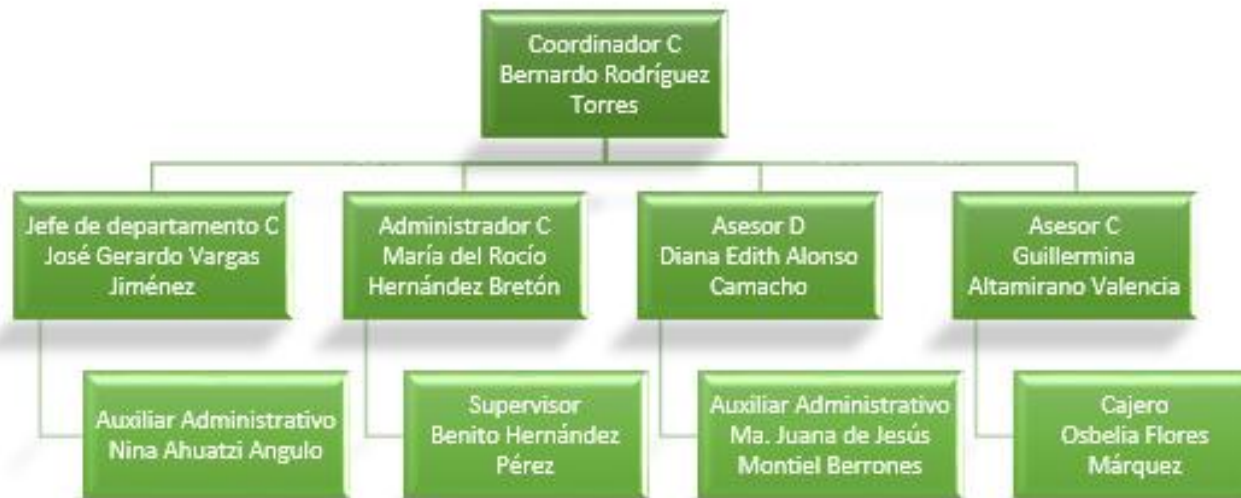 Coordinador C
Bernardo Rodríguez
Torres
Jefe de departamento C
José Gerardo Vargas
Jiménez
Administrador C
María del Rocío
Hernández Bretón
Asesor D
Diana Edith Alonso
Camacho
Asesor C
Guillermina
Altamirano Valencia
Auxiliar Administrativo
Nina Ahuatzi Angulo
Supervisor
Benito Hernández
Pérez
Auxiliar Administrativo
Ma. Juana de Jesús
Montiel Berrones
Cajero
Osbelia Flores
Márquez